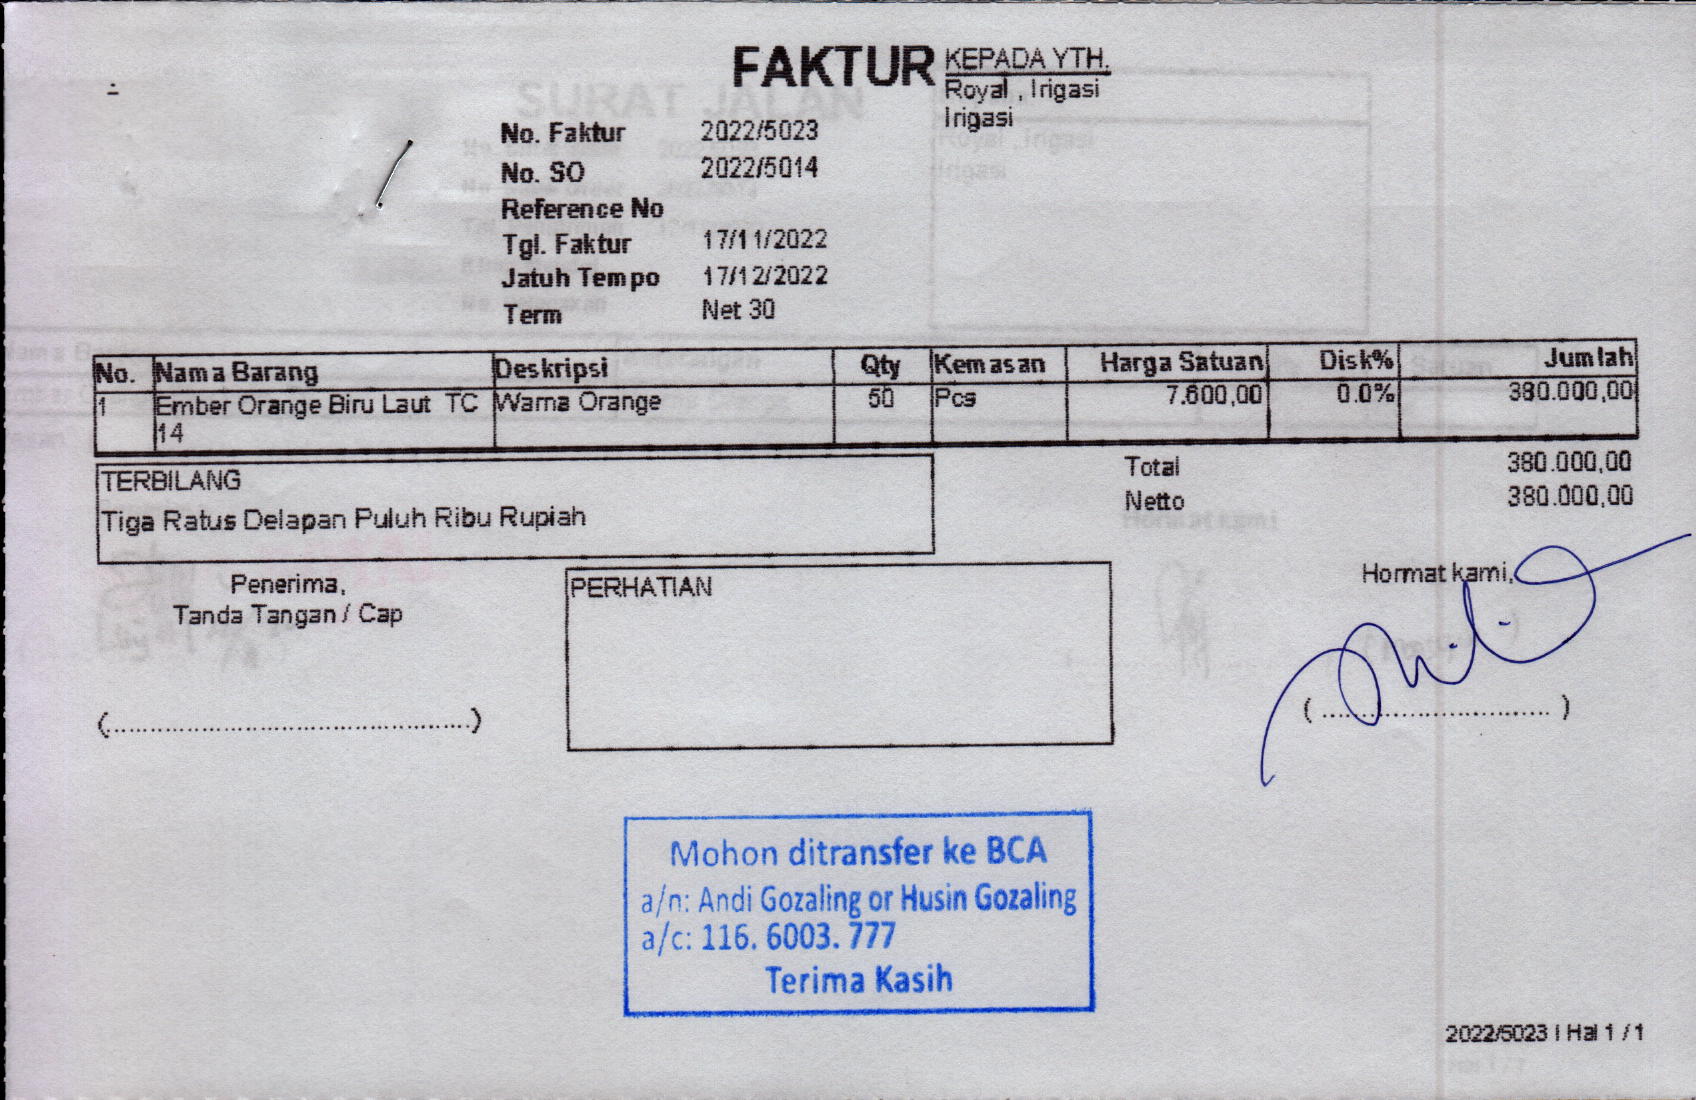 FAKTUR
KEPADA YTH.
Royal , Irigasi
Irigasi
No. Faktur 2022/5023
No. SO 2022/5014
Reference No
Tgl. Faktur 17/11/2022
Jatuh Tempo 17/12/2022
Term Net 30
No. Nama Barang Deskripsi Qty Kemasan Harga Satuan Disk% Jumlah
1 Ember Orange Biru Laut TC Warna Orange 50 Pcs 7.600,00 0.0% 380.000,00
14
TERBILANG
Tiga Ratus Delapan Puluh Ribu Rupiah
Total 380.000,00
Netto 380.000,00
Penerima,
Tanda Tangan / Cap
PERHATIAN
Hormat kami,
(..........................................)
( ............................ )
Mohon ditransfer ke BCA
a/n: Andi Gozaling or Husin Gozaling
a/c: 116. 6003. 777
Terima Kasih
2022/5023 | Hal 1 / 1